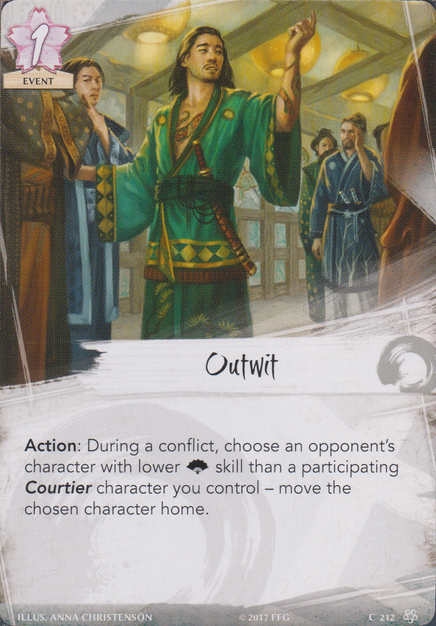 1
EVENT
Outwit
Action: During a conflict, choose an opponent's
character with lower skill than a participating
Courtier character you control – move the
chosen character home.
ILLUS. ANNA CHRISTENSON © 2017 FFG C 212